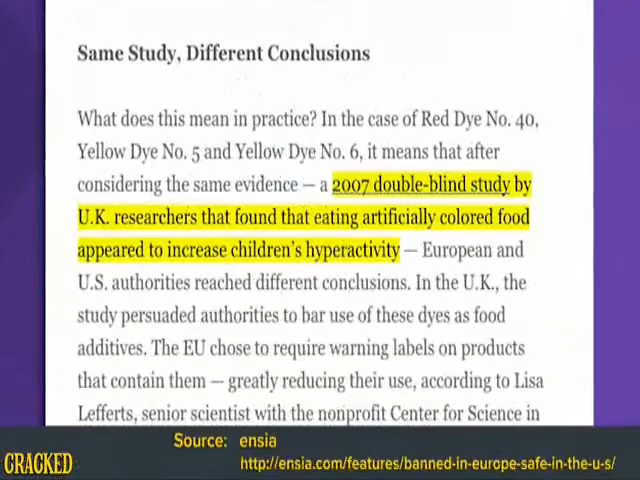 Same Study, Different Conclusions
What does this mean in practice? In the case of Red Dye No. 40,
Yellow Dye No. 5 and Yellow Dye No. 6, it means that after
considering the same evidence — a 2007 double-blind study by
U.K. researchers that found that eating artificially colored food
appeared to increase children's hyperactivity — European and
U.S. authorities reached different conclusions. In the U.K., the
study persuaded authorities to bar use of these dyes as food
additives. The EU chose to require warning labels on products
that contain them — greatly reducing their use, according to Lisa
Lefferts, senior scientist with the nonprofit Center for Science in
Source: ensia
CRACKED http://ensia.com/features/banned-in-europe-safe-in-the-u-s/